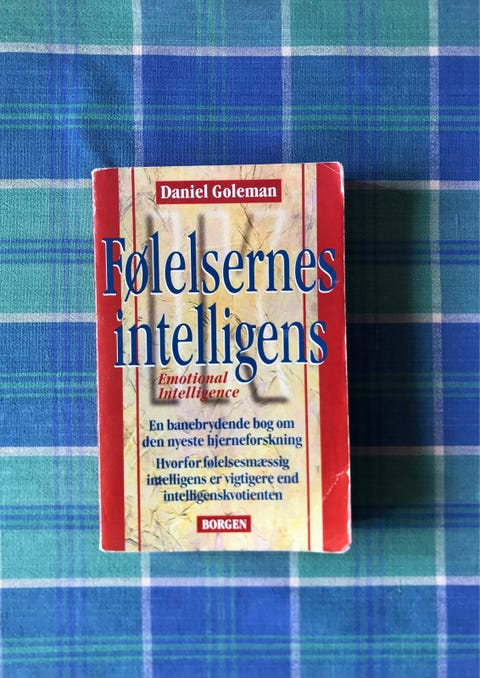 Daniel Goleman
Følelsernes
intelligens
Emotional
Intelligence
En banebrydende bog om
den nyeste hjerneforskning
Hvorfor følelsesmæssig
intelligens er vigtigere end
intelligenskvotienten
BORGEN